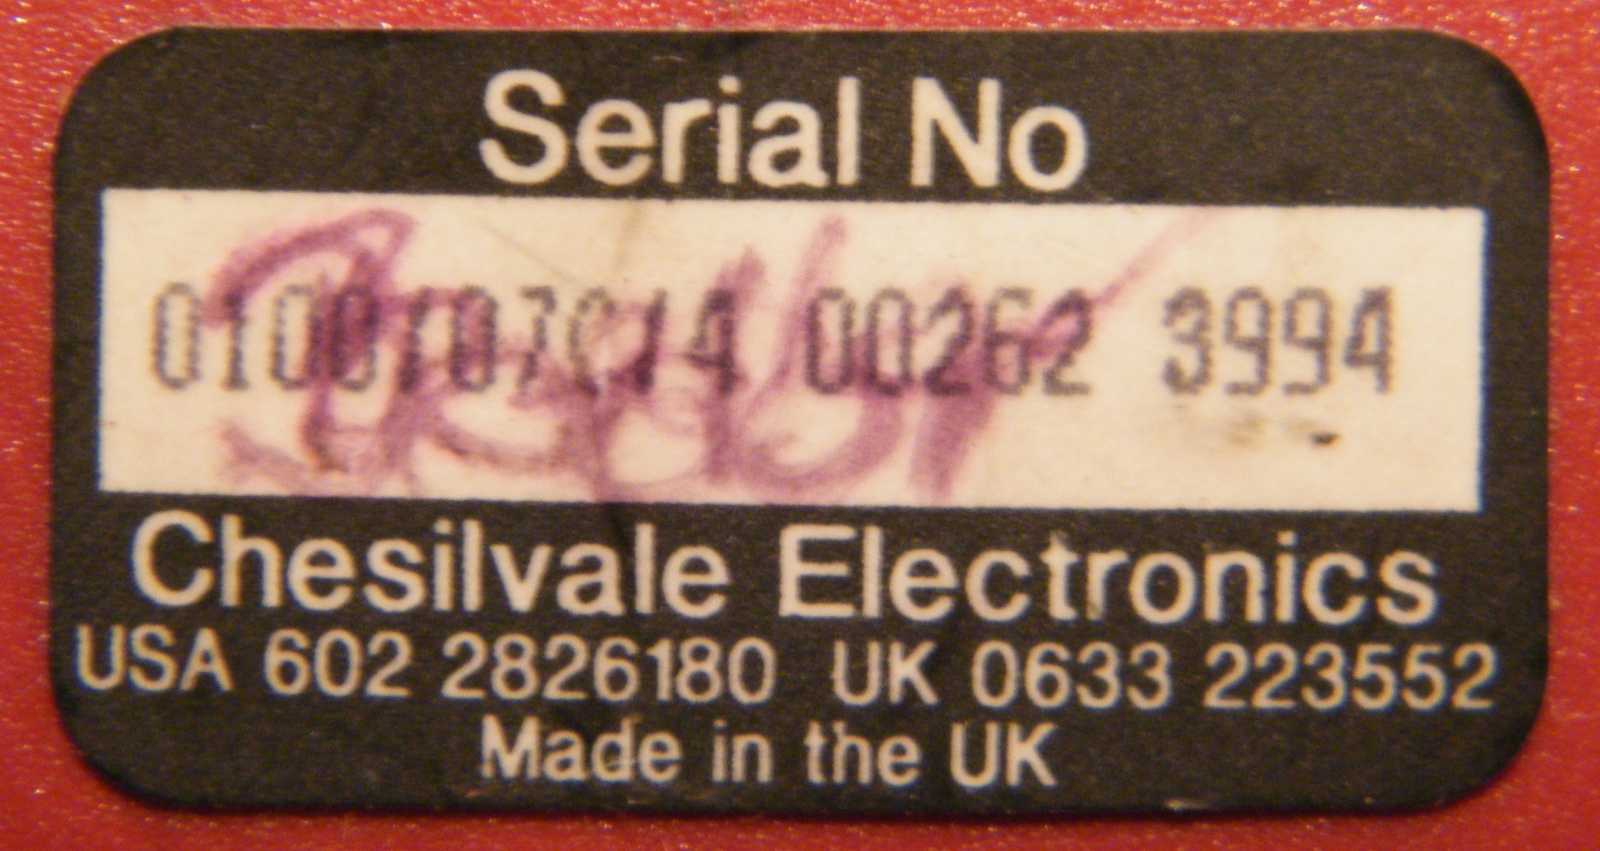 Serial No
00262 3994
Chesilvale Electronics
USA 602 2826180 UK 0633 223552
Made in the UK